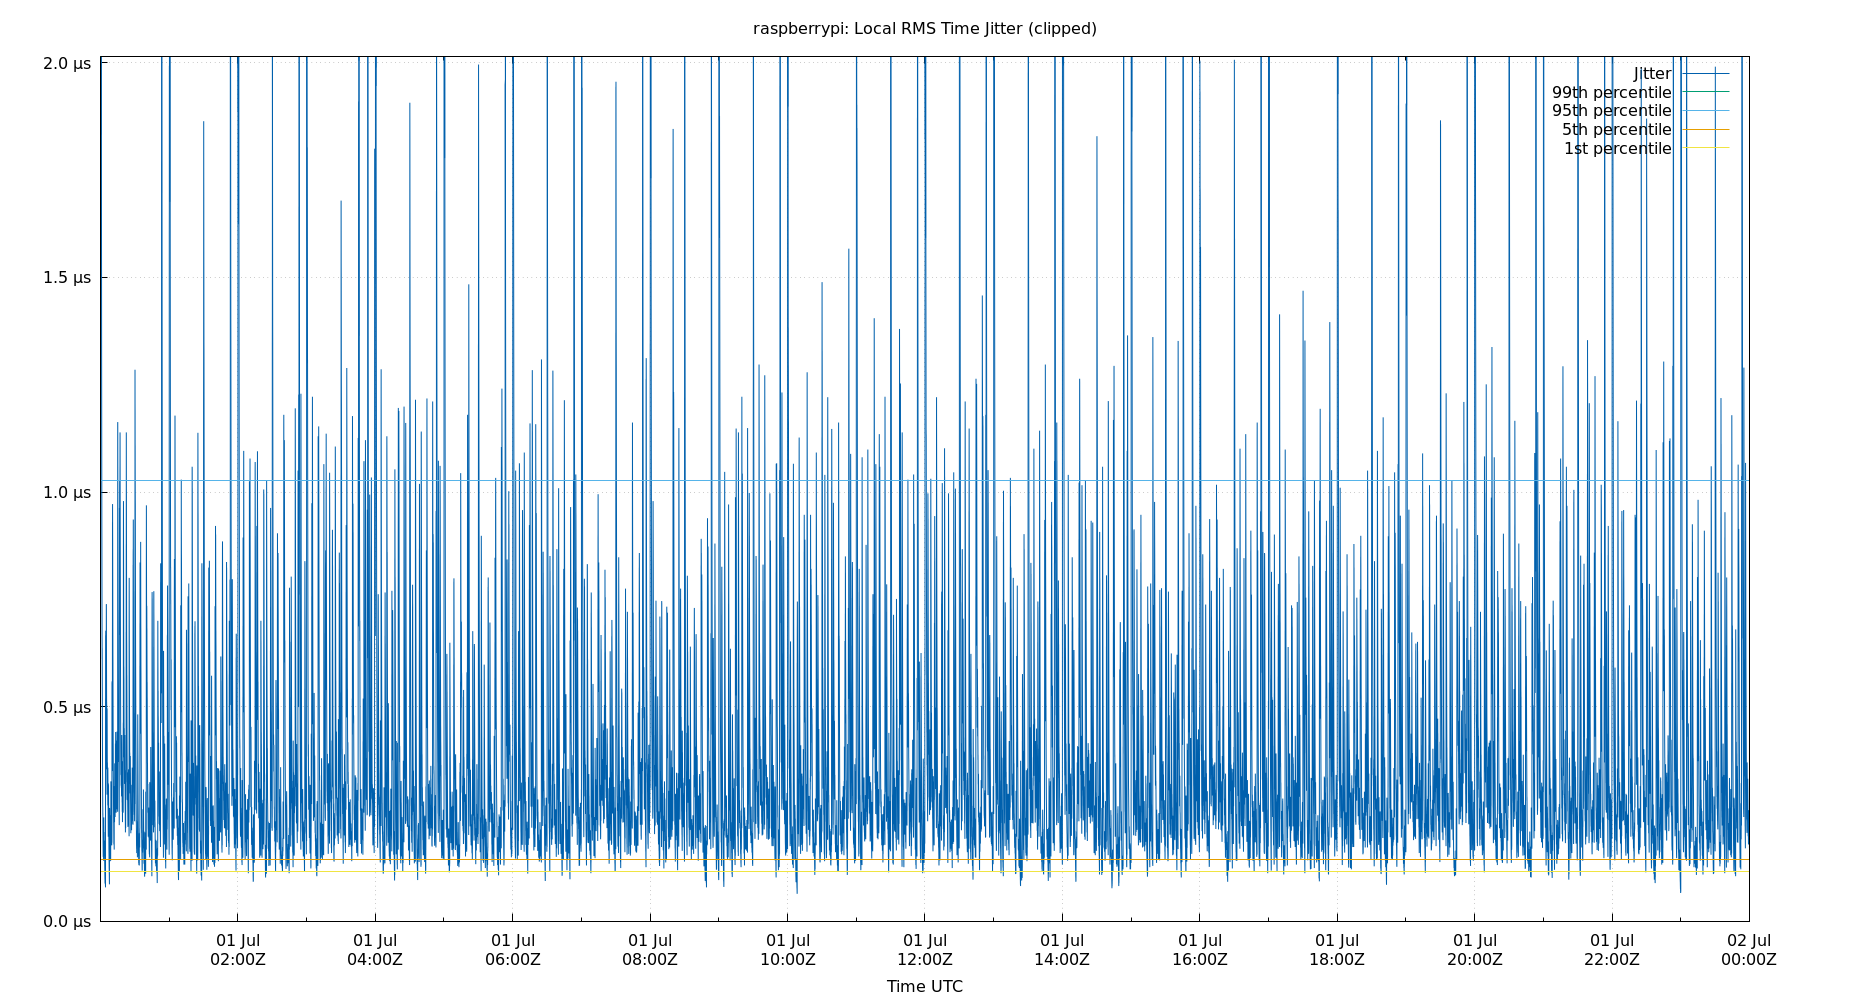 raspberrypi: Local RMS Time Jitter (clipped)
2.0 µs
1.5 µs
1.0 µs
0.5 µs
0.0 µs
Jitter
99th percentile
95th percentile
5th percentile
1st percentile
01 Jul 01 Jul 01 Jul 01 Jul 01 Jul 01 Jul 01 Jul 01 Jul 01 Jul 01 Jul 01 Jul 02 Jul
02:00Z 04:00Z 06:00Z 08:00Z 10:00Z 12:00Z 14:00Z 16:00Z 18:00Z 20:00Z 22:00Z 00:00Z
Time UTC